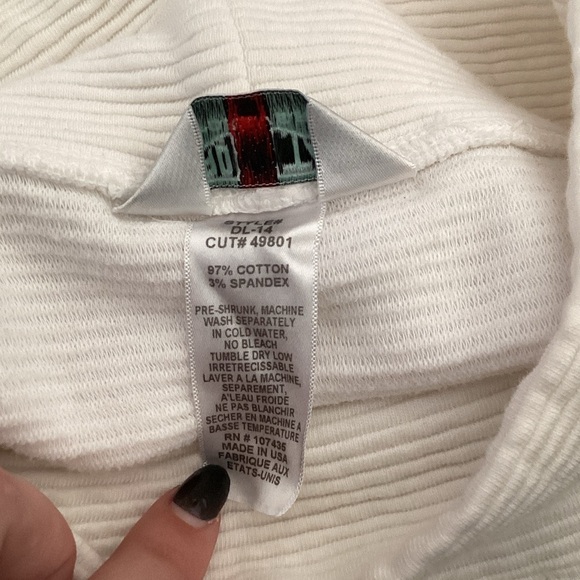 STYLE#
DL-14
CUT# 49801
97% COTTON
3% SPANDEX
PRE-SHRUNK, MACHINE
WASH SEPARATELY
IN COLD WATER,
NO BLEACH
TUMBLE DRY LOW
IRRETRECISSABLE
LAVER A LA MACHINE,
SEPAREMENT,
A'LEAU FROIDE
NE PAS BLANCHIR
SECHER EN MACHINE A
BASSE TEMPERATURE
RN # 107435
MADE IN USA
FABRIQUE AUX
ETATS-UNIS